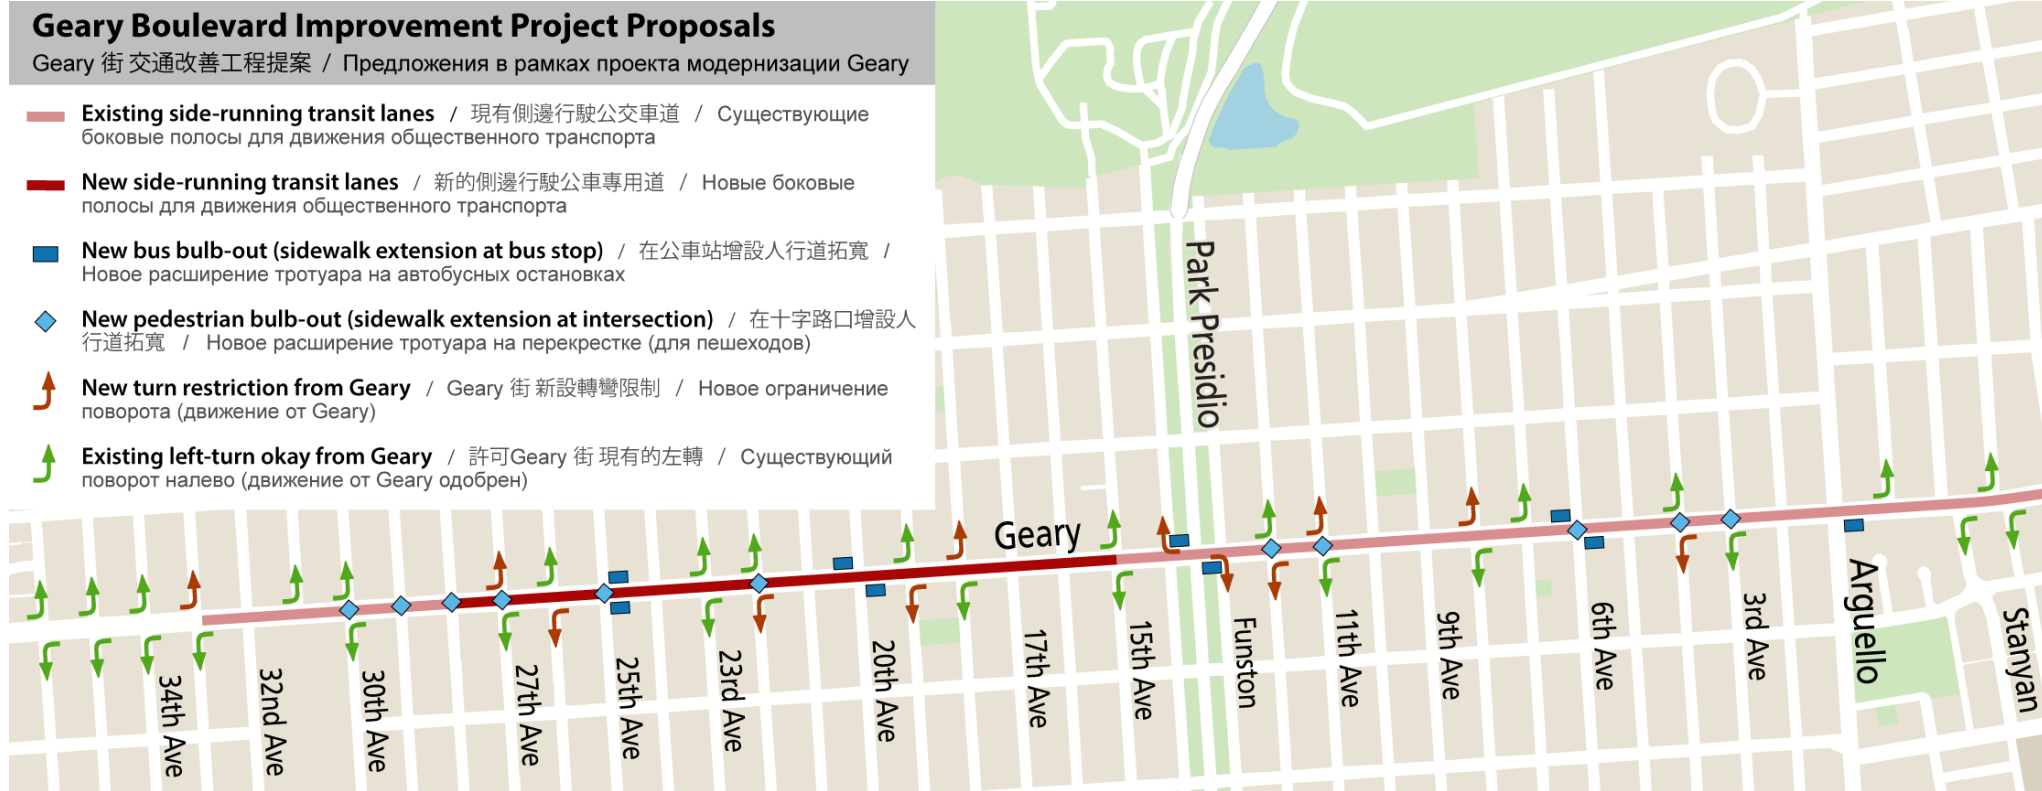 Geary Boulevard Improvement Project Proposals
Geary 街 交通改善工程提案 / Предложения в рамках проекта модернизации Geary
Existing side-running transit lanes / 現有側邊行駛公交車道 / Существующие
боковые полосы для движения общественного транспорта
New side-running transit lanes / 新的側邊行駛公車專用道 / Новые боковые
полосы для движения общественного транспорта
New bus bulb-out (sidewalk extension at bus stop) / 在公車站增設人行道拓寬 /
Новое расширение тротуара на автобусных остановках
New pedestrian bulb-out (sidewalk extension at intersection) / 在十字路口增設人
行道拓寬 / Новое расширение тротуара на перекрестке (для пешеходов)
New turn restriction from Geary / Geary 街 新設轉彎限制 / Новое ограничение
поворота (движение от Geary)
Existing left-turn okay from Geary / 許可Geary 街 現有的左轉 / Существующий
поворот налево (движение от Geary одобрен)
Park Presidio
Geary
34th Ave
32nd Ave
30th Ave
27th Ave
25th Ave
23rd Ave
20th Ave
17th Ave
15th Ave
Funston
11th Ave
9th Ave
6th Ave
3rd Ave
Arguello
Stanyan